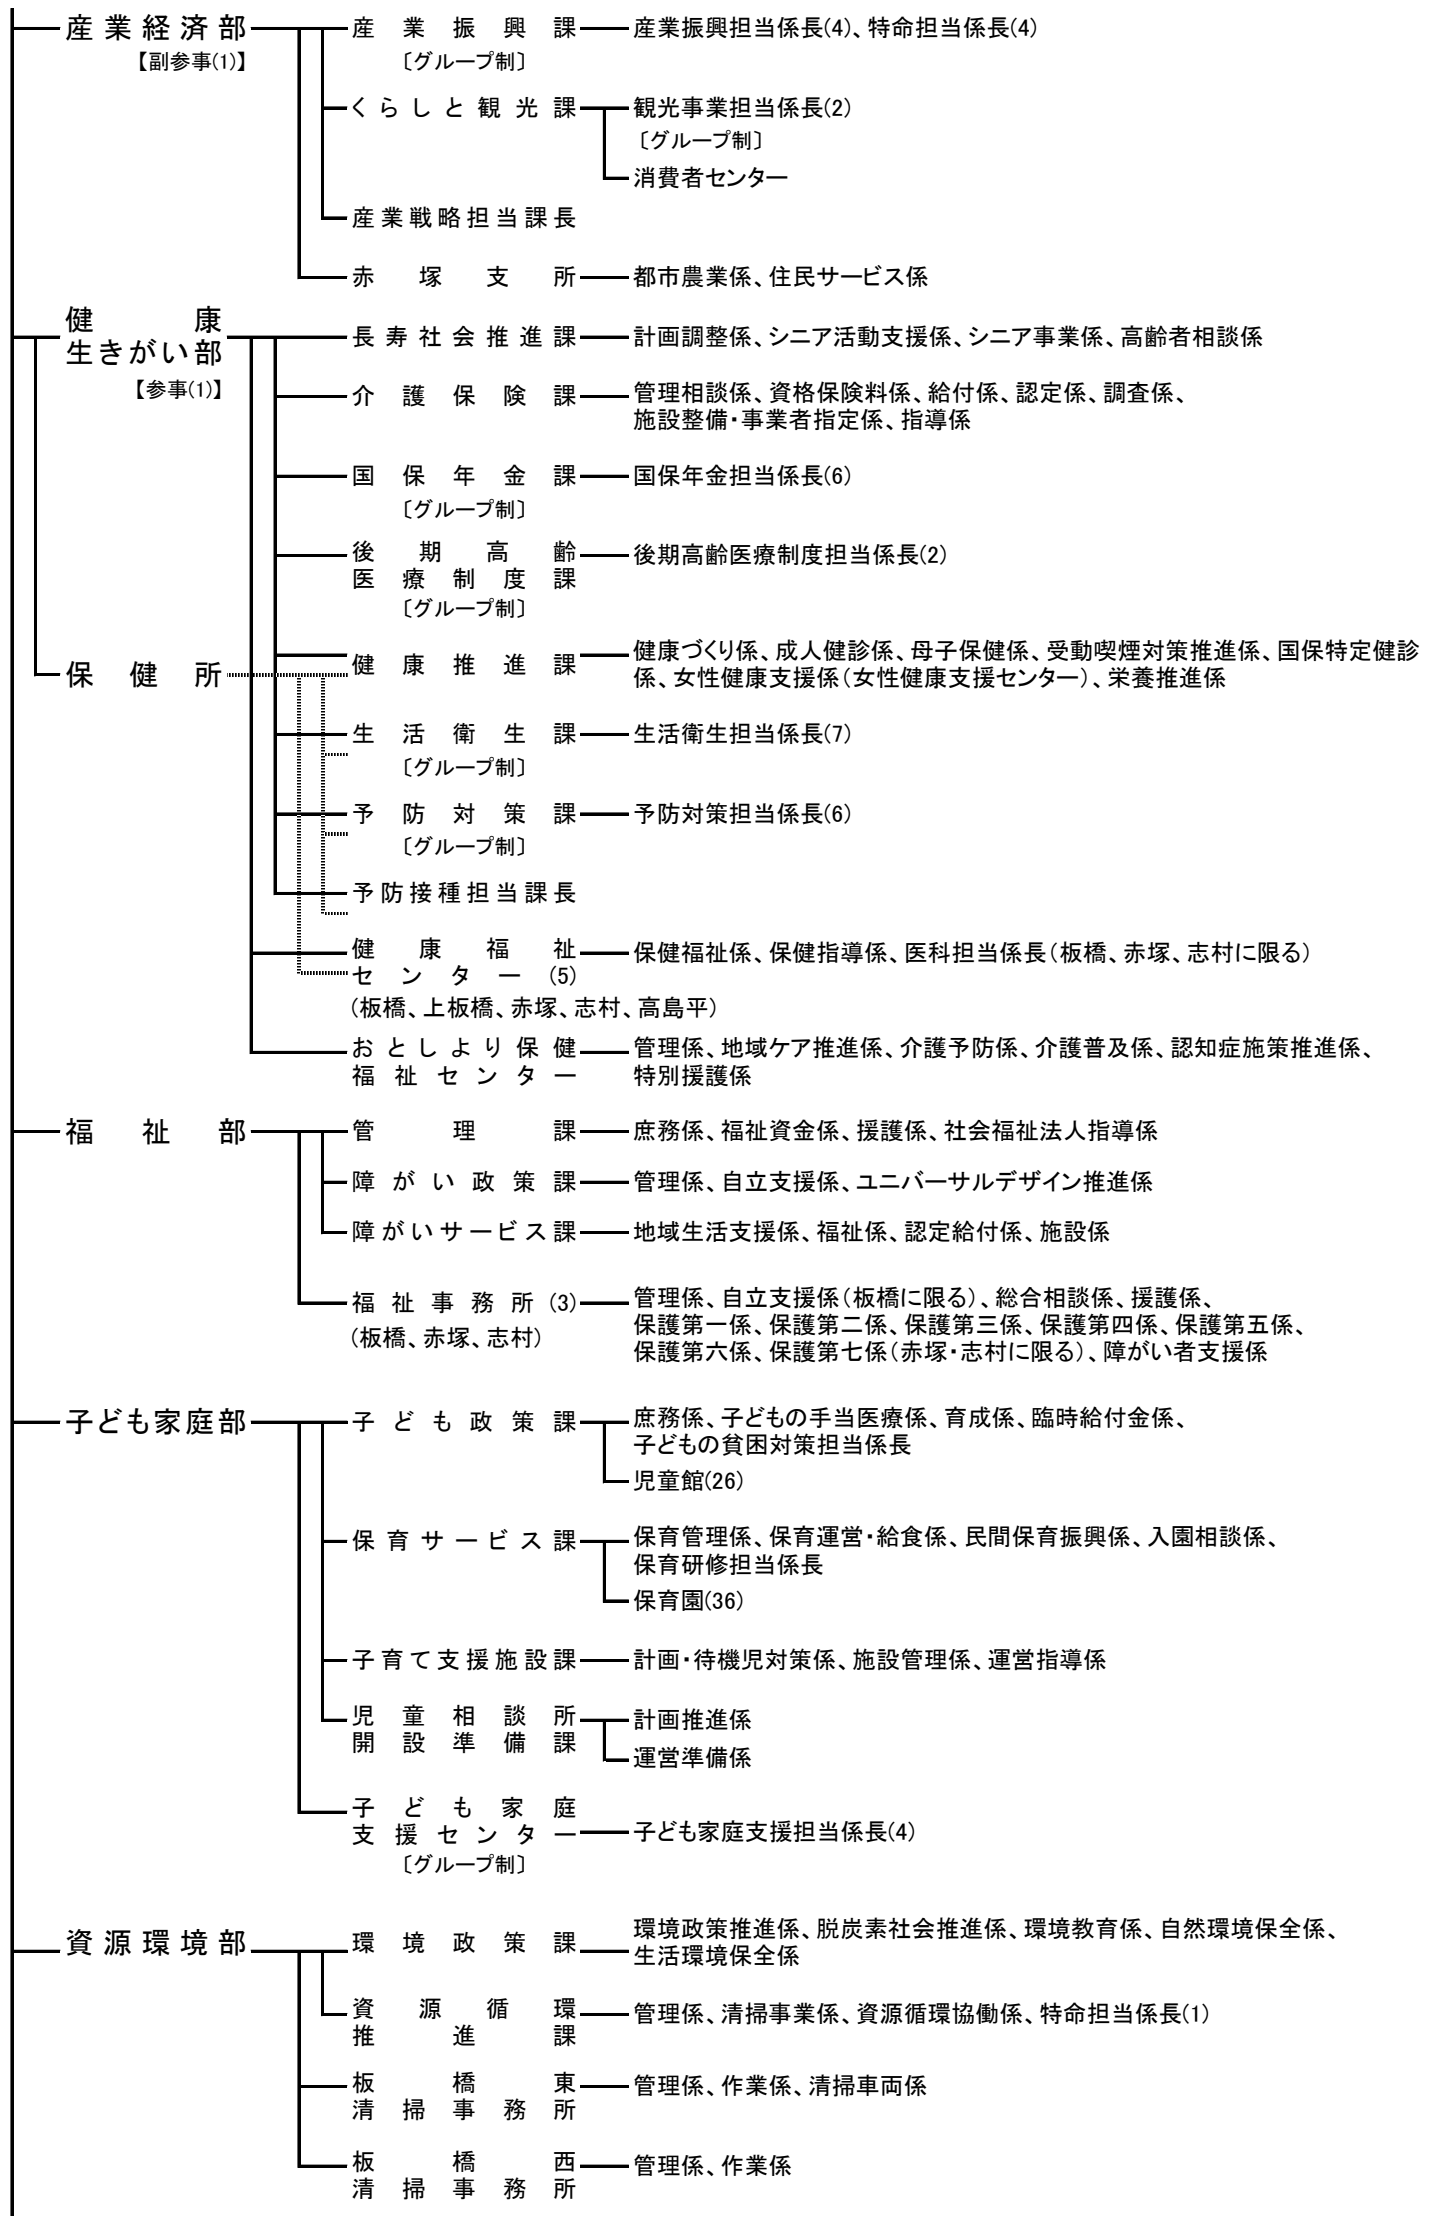 産業経済部
【副参事(1)】
産業振興課
〔グループ制〕
産業振興担当係長(4)、特命担当係長(4)
くらしと観光課
観光事業担当係長(2)
〔グループ制〕
消費者センター
産業戦略担当課長
赤塚支所
都市農業係、住民サービス係
健康
生きがい部
【参事(1)】
長寿社会推進課
計画調整係、シニア活動支援係、シニア事業係、高齢者相談係
介護保険課
管理相談係、資格保険料係、給付係、認定係、調査係、
施設整備・事業者指定係、指導係
国保年金課
〔グループ制〕
国保年金担当係長(6)
後期高齢
医療制度課
〔グループ制〕
後期高齢医療制度担当係長(2)
保健所
健康推進課
健康づくり係、成人健診係、母子保健係、受動喫煙対策推進係、国保特定健診
係、女性健康支援係(女性健康支援センター)、栄養推進係
生活衛生課
〔グループ制〕
生活衛生担当係長(7)
予防対策課
〔グループ制〕
予防対策担当係長(6)
予防接種担当課長
健康福祉
センター(5)
(板橋、上板橋、赤塚、志村、高島平)
保健福祉係、保健指導係、医科担当係長(板橋、赤塚、志村に限る)
おとしより保健
福祉センター
管理係、地域ケア推進係、介護予防係、介護普及係、認知症施策推進係、
特別援護係
福祉部
管理課
庶務係、福祉資金係、援護係、社会福祉法人指導係
障がい政策課
管理係、自立支援係、ユニバーサルデザイン推進係
障がいサービス課
地域生活支援係、福祉係、認定給付係、施設係
福祉事務所(3)
(板橋、赤塚、志村)
管理係、自立支援係(板橋に限る)、総合相談係、援護係、
保護第一係、保護第二係、保護第三係、保護第四係、保護第五係、
保護第六係、保護第七係(赤塚・志村に限る)、障がい者支援係
子ども家庭部
子ども政策課
庶務係、子どもの手当医療係、育成係、臨時給付金係、
子どもの貧困対策担当係長
児童館(26)
保育サービス課
保育管理係、保育運営・給食係、民間保育振興係、入園相談係、
保育研修担当係長
保育園(36)
子育て支援施設課
計画・待機児対策係、施設管理係、運営指導係
児童相談所
開設準備課
計画推進係
運営準備係
子ども家庭
支援センター
〔グループ制〕
子ども家庭支援担当係長(4)
資源環境部
環境政策課
環境政策推進係、脱炭素社会推進係、環境教育係、自然環境保全係、
生活環境保全係
資源循環
推進課
管理係、清掃事業係、資源循環協働係、特命担当係長(1)
板橋東
清掃事務所
管理係、作業係、清掃車両係
板橋西
清掃事務所
管理係、作業係